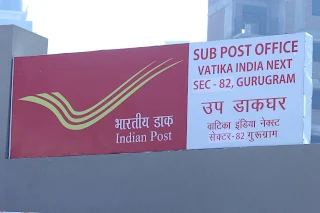 भारतीय डाक
Indian Post
SUB POST OFFICE
VATIKA INDIA NEXT
SEC - 82, GURUGRAM
उप डाकघर
वाटिका इंडिया नेक्स्ट
सेक्टर-82 गुरूग्राम